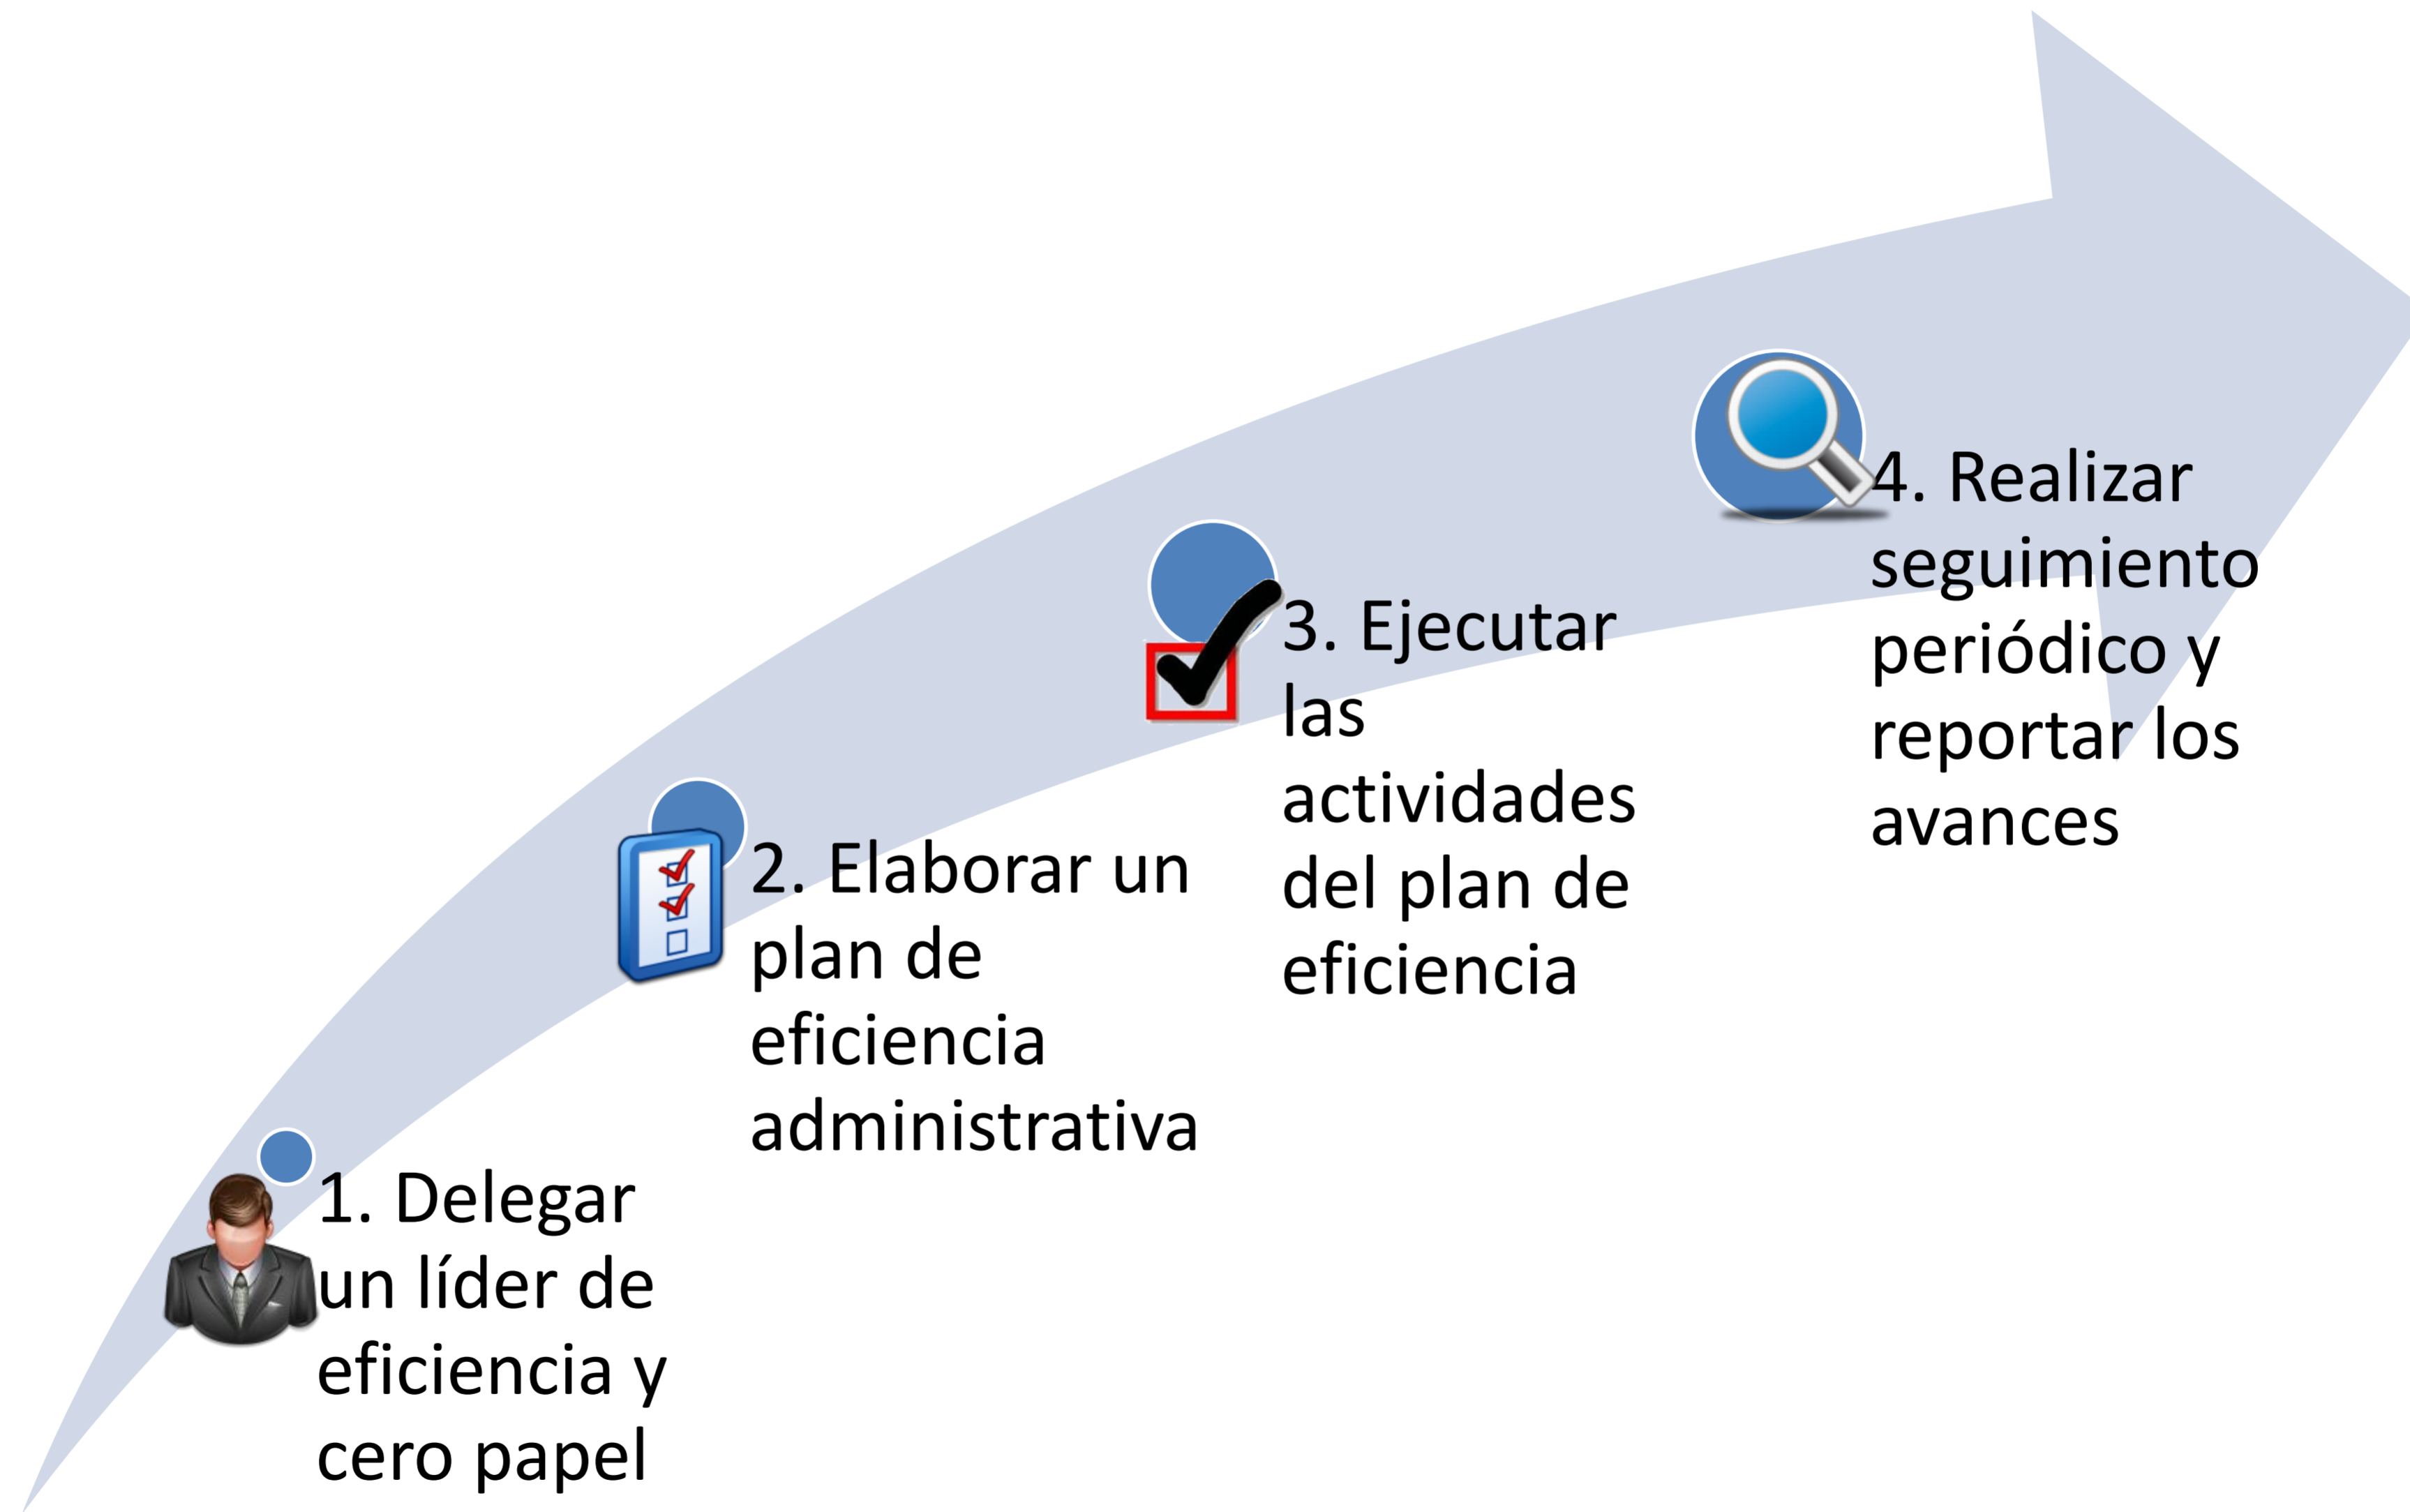 1. Delegar
un líder de
eficiencia y
cero papel
2. Elaborar un
plan de
eficiencia
administrativa
3. Ejecutar
las
actividades
del plan de
eficiencia
4. Realizar
seguimiento
periódico y
reportar los
avances